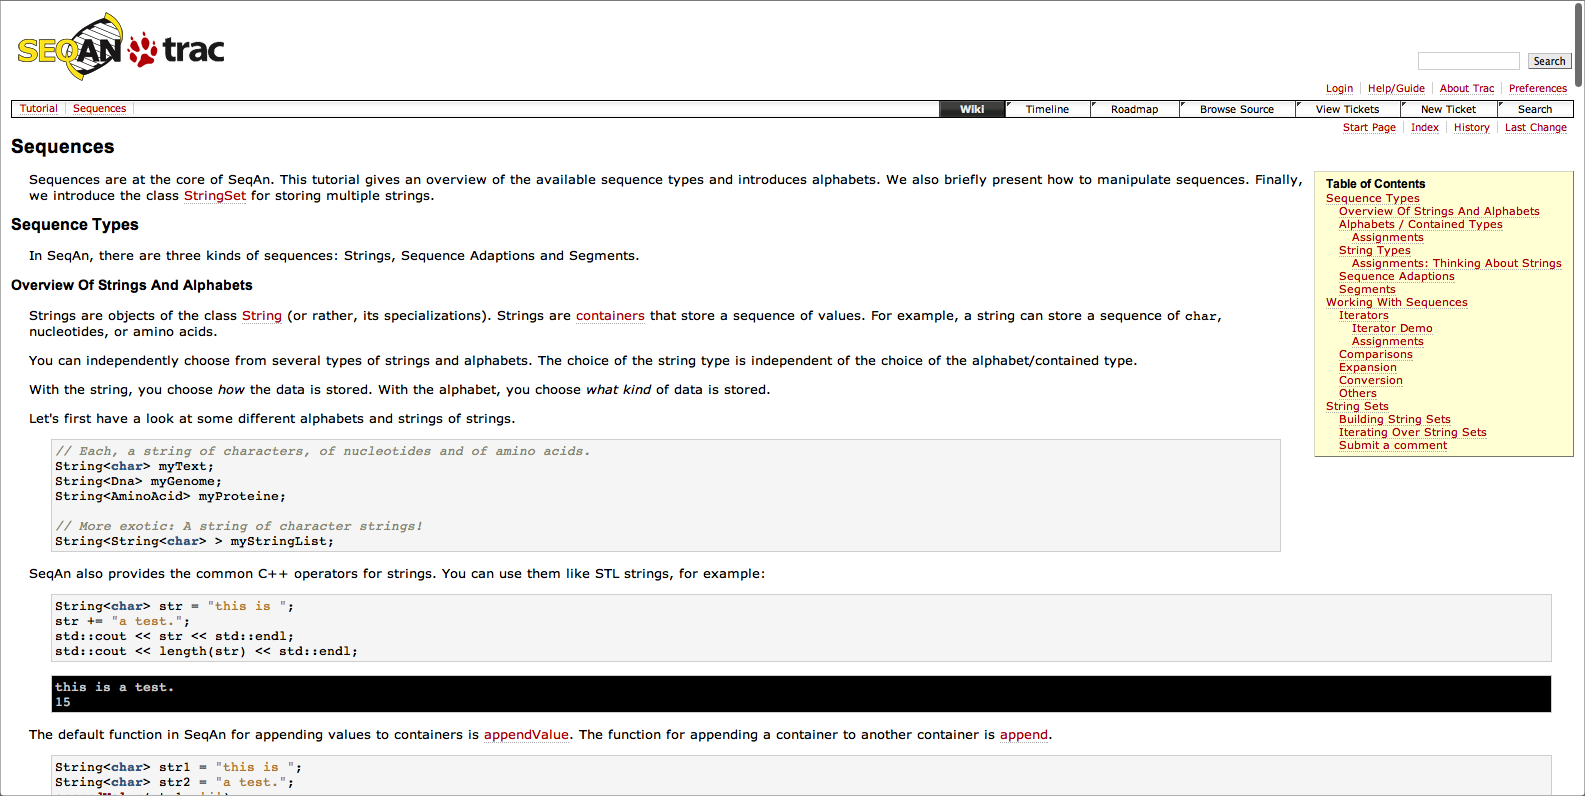 SEQAN trac
Search
Login Help/Guide About Trac Preferences
Tutorial Sequences Wiki Timeline Roadmap Browse Source View Tickets New Ticket Search
Start Page Index History Last Change
Sequences
Sequences are at the core of SeqAn. This tutorial gives an overview of the available sequence types and introduces alphabets. We also briefly present how to manipulate sequences. Finally,
we introduce the class StringSet for storing multiple strings.
Table of Contents
Sequence Types
Overview Of Strings And Alphabets
Alphabets / Contained Types
Assignments
String Types
Assignments: Thinking About Strings
Sequence Adaptions
Segments
Working With Sequences
Iterators
Iterator Demo
Assignments
Comparisons
Expansion
Conversion
Others
String Sets
Building String Sets
Iterating Over String Sets
Submit a comment
Sequence Types
In SeqAn, there are three kinds of sequences: Strings, Sequence Adaptions and Segments.
Overview Of Strings And Alphabets
Strings are objects of the class String (or rather, its specializations). Strings are containers that store a sequence of values. For example, a string can store a sequence of char,
nucleotides, or amino acids.
You can independently choose from several types of strings and alphabets. The choice of the string type is independent of the choice of the alphabet/contained type.
With the string, you choose how the data is stored. With the alphabet, you choose what kind of data is stored.
Let's first have a look at some different alphabets and strings of strings.
// Each, a string of characters, of nucleotides and of amino acids.
String<char> myText;
String<Dna> myGenome;
String<AminoAcid> myProteine;
// More exotic: A string of character strings!
String<String<char> > myStringList;
SeqAn also provides the common C++ operators for strings. You can use them like STL strings, for example:
String<char> str = "this is ";
str += "a test.";
std::cout << str << std::endl;
std::cout << length(str) << std::endl;
this is a test.
15
The default function in SeqAn for appending values to containers is appendValue. The function for appending a container to another container is append.
String<char> str1 = "this is ";
String<char> str2 = "a test.";